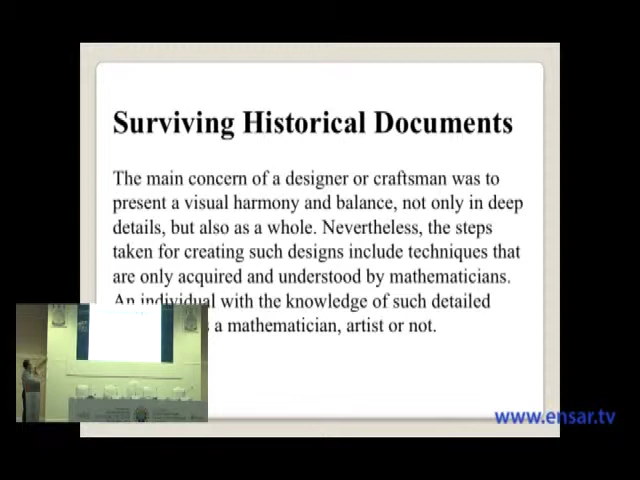 Surviving Historical Documents
The main concern of a designer or craftsman was to
present a visual harmony and balance, not only in deep
details, but also as a whole. Nevertheless, the steps
taken for creating such designs include techniques that
are only acquired and understood by mathematicians.
An individual with the knowledge of such detailed
a mathematician, artist or not.
www.ensar.tv